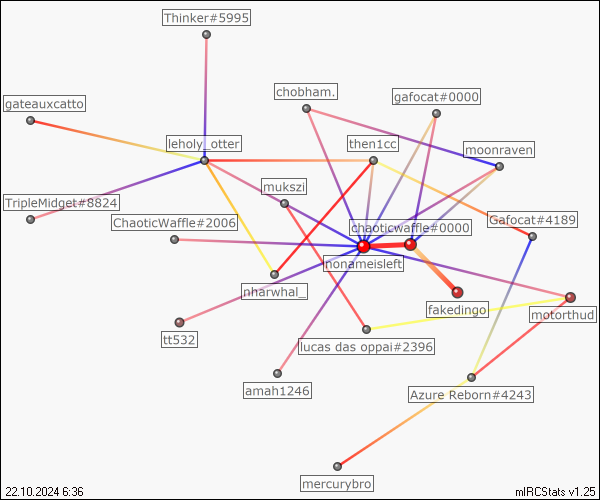 Thinker#5995
chobham.
gafocat#0000
gateauxcatto
leholy_otter
then1cc
moonraven
mukszi
TripleMidget#8824
ChaoticWaffle#2006
chaoticwaffle#0000
Gafocat#4189
nonameisleft
nharwhal_
fakedingo
motorthud
tt532
lucas das oppai#2396
amah1246
Azure Reborn#4243
mercurybro
22.10.2024 6:36
mIRCStats v1.25